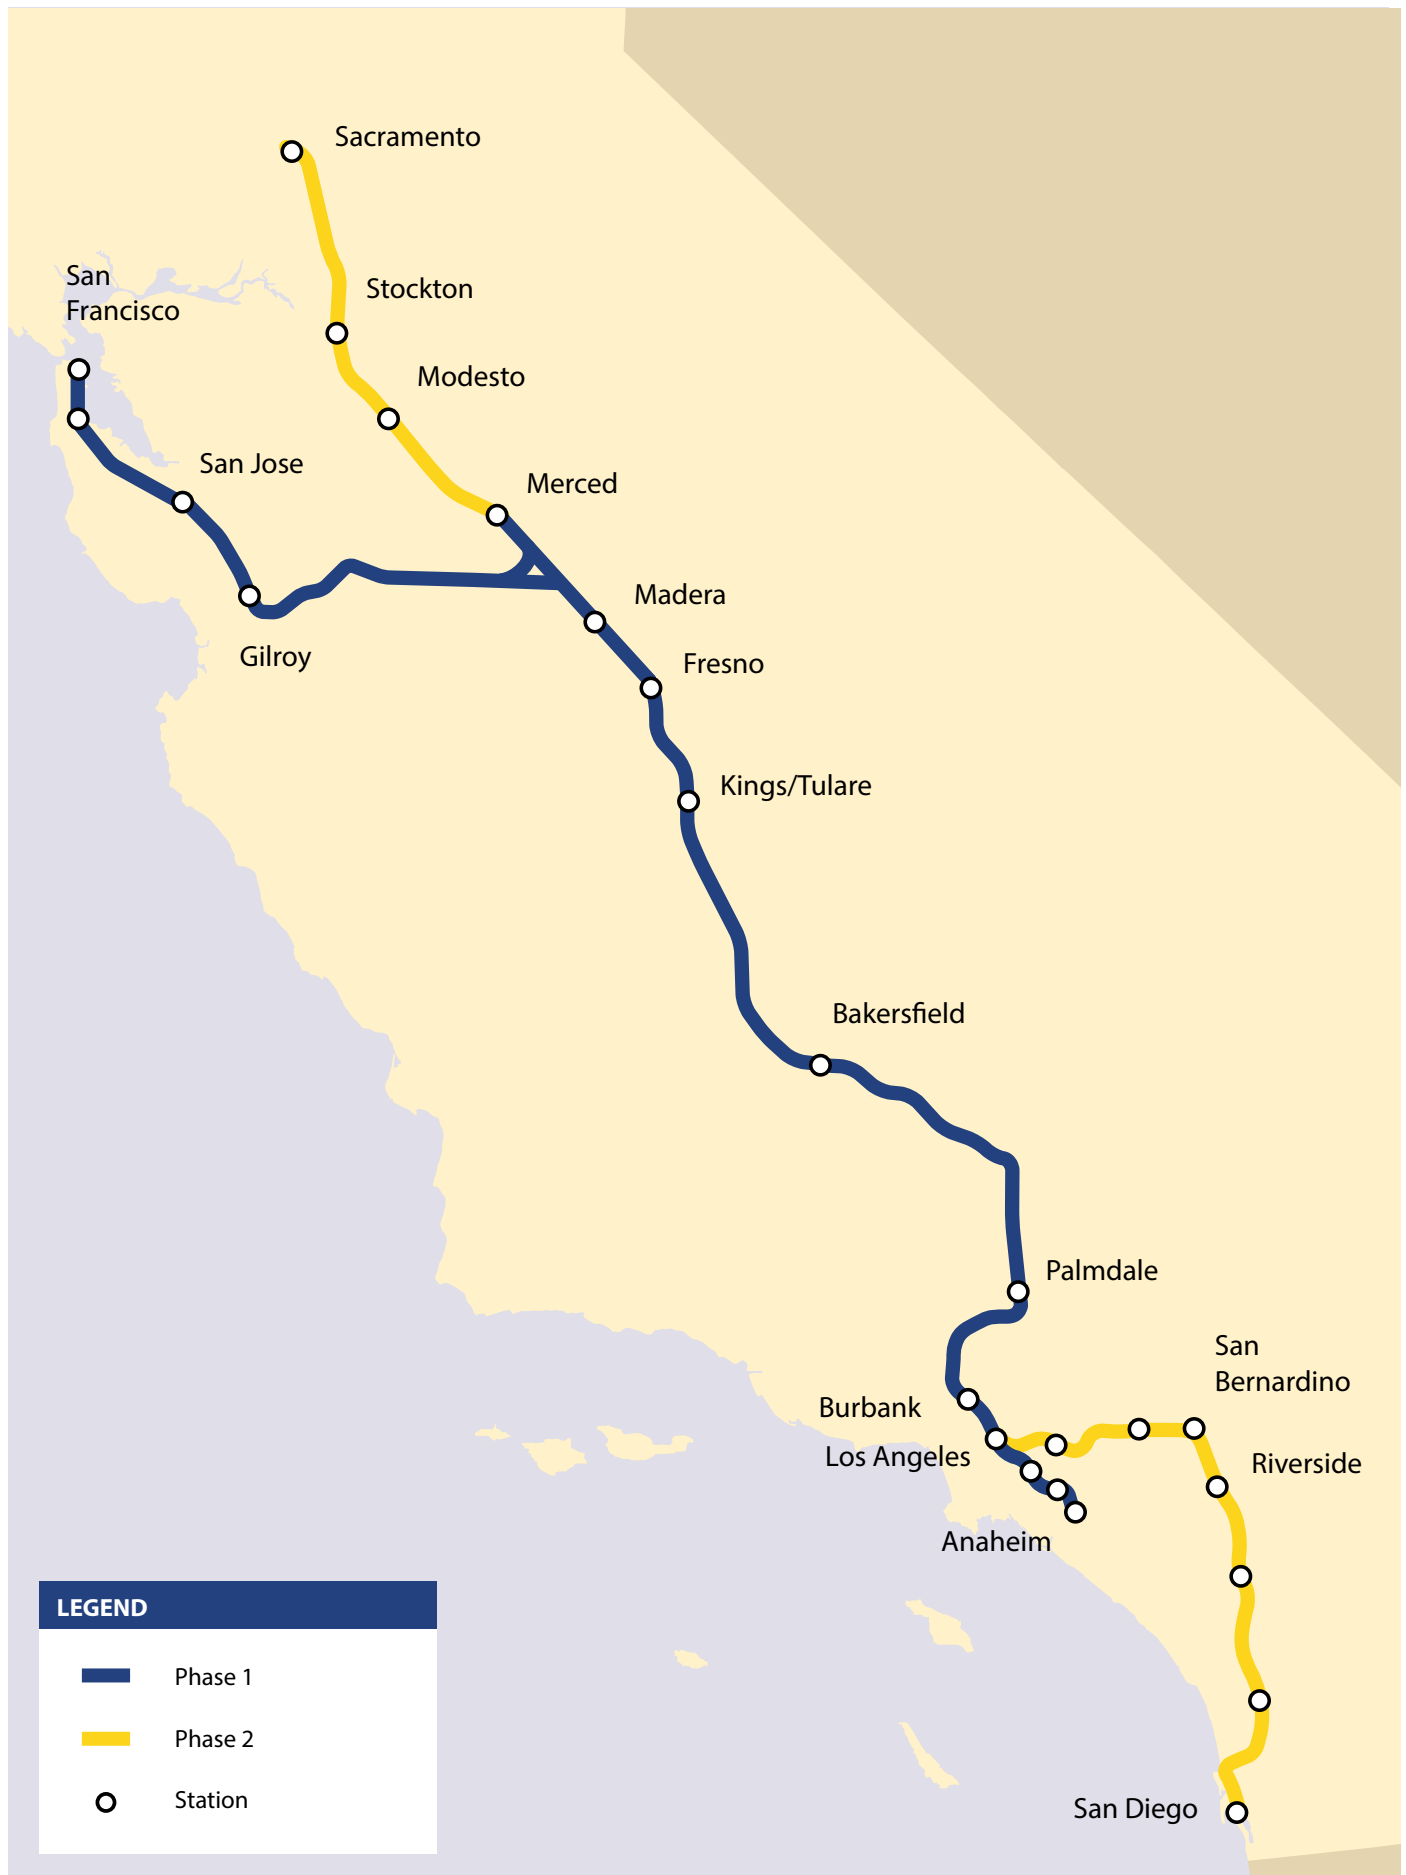 Sacramento
San
Francisco
Stockton
Modesto
San Jose
Merced
Madera
Gilroy
Fresno
Kings/Tulare
Bakersfield
Palmdale
San
Bernardino
Burbank
Los Angeles
Riverside
Anaheim
San Diego
LEGEND
Phase 1
Phase 2
Station